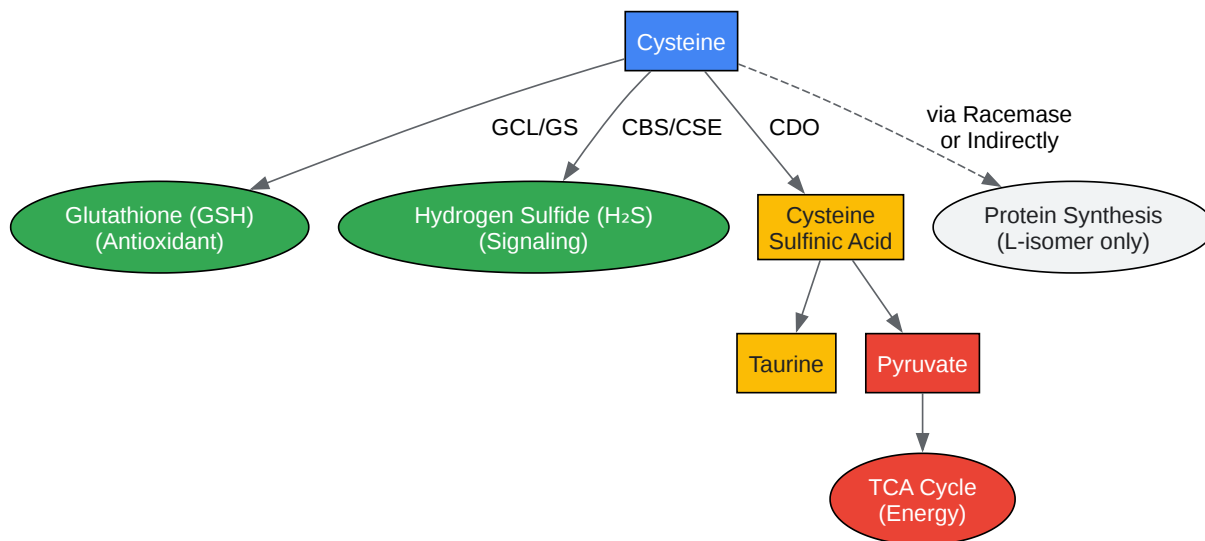 Cysteine
GCL/GS
CBS/CSE
CDO
via Racemase
or Indirectly
Glutathione (GSH)
(Antioxidant)
Hydrogen Sulfide (H₂S)
(Signaling)
Cysteine
Sulfinic Acid
Protein Synthesis
(L-isomer only)
Taurine
Pyruvate
TCA Cycle
(Energy)